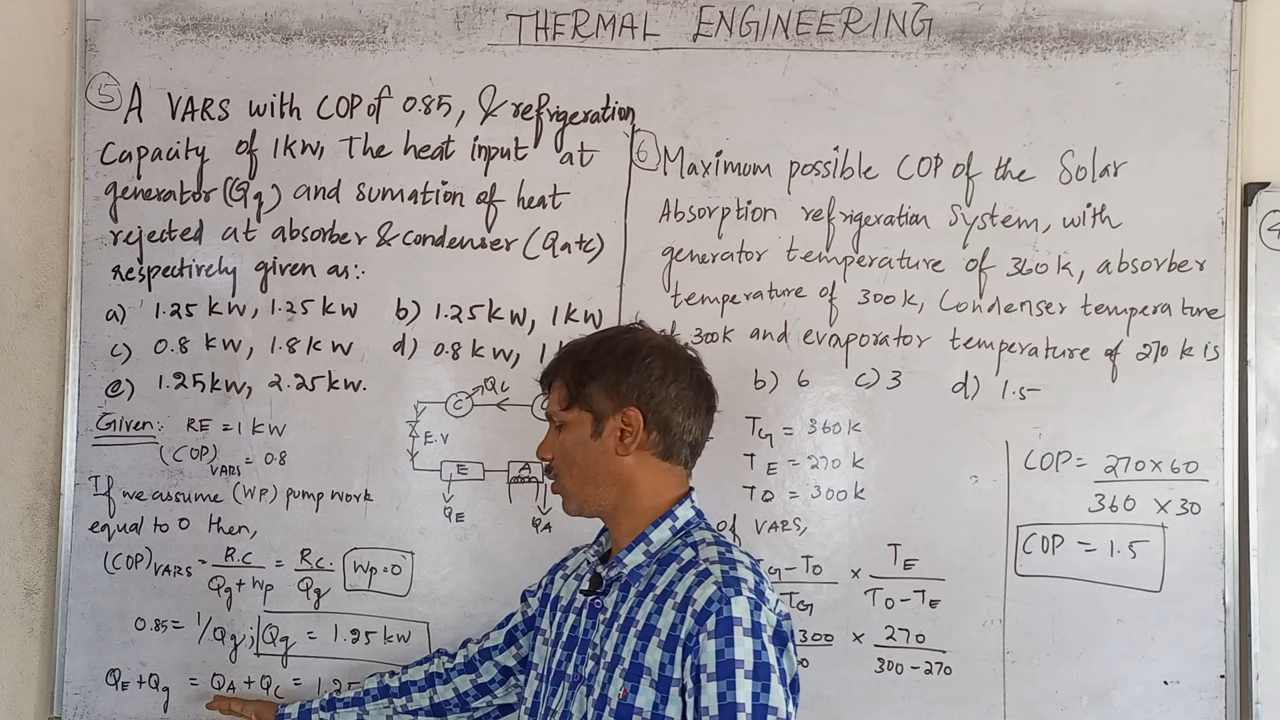 THERMAL ENGINEERING
⑤ A VARS with COP of 0.85, & refrigeration
Capacity of 1kW, The heat input at
generator (Qg) and sumation of heat
rejected at absorber & condenser (Qa+c)
respectively given as:-
a) 1.25 kW, 1.25 kW b) 1.25kW, 1kW
c) 0.8 kW, 1.8 kW d) 0.8 kW,
e) 1.25kW, 2.25kW.
Given: RE = 1 KW
(COP)VARS = 0.8
If we assume (WP) pump work
equal to 0 then,
(COP)VARS = R.C / Qg + Wp = R.C. / Qg Wp=0
0.85 = 1/Qg ; Qg = 1.25 kW
QE + Qg = QA + QC = 1.25
C QC
E.V
E A
QE QA
⑥ Maximum possible COP of the Solar
Absorption refrigeration System, with
generator temperature of 360k, absorber
temperature of 300k, Condenser temperature
300k and evaporator temperature of 270 k is
b) 6 c) 3 d) 1.5
TG = 360k
TE = 270 k
TO = 300k
of VARS,
G - TO / TG × TE / TO - TE
300 × 270 / 300 - 270
COP = 270×60 / 360 × 30
COP = 1.5